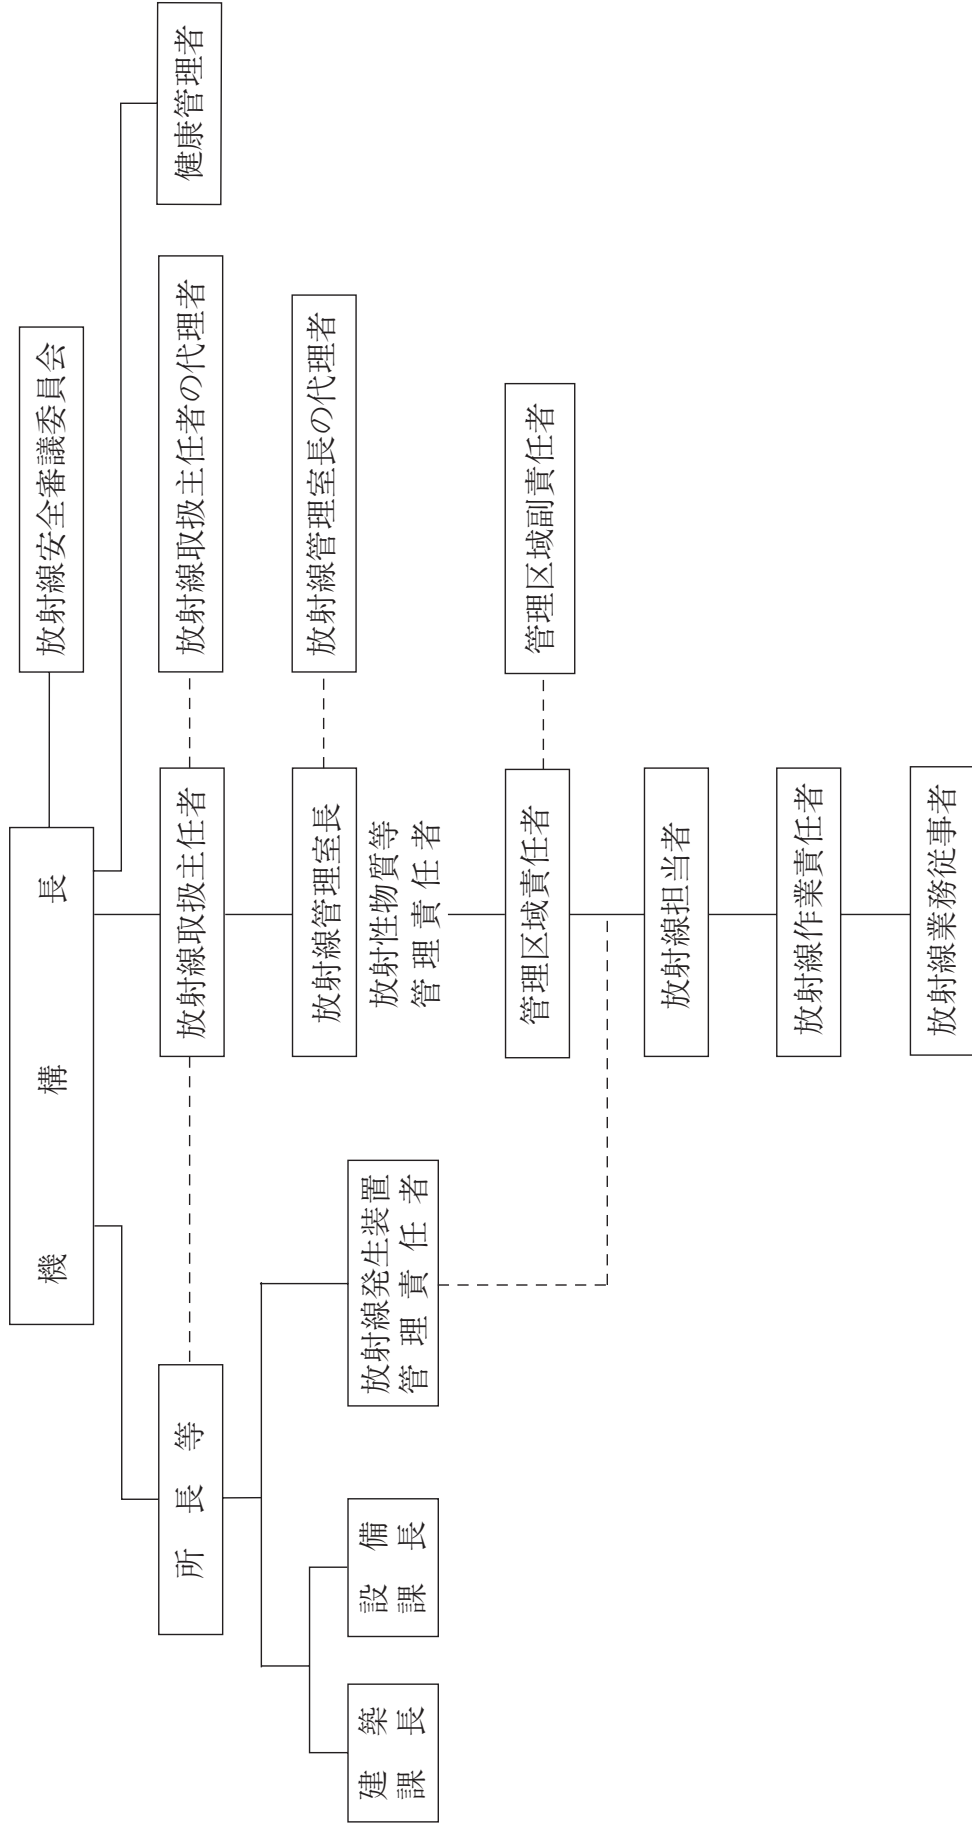 機構長
放射線安全審議委員会
所長等
放射線取扱主任者
放射線取扱主任者の代理者
健康管理者
放射線管理室長
放射線管理室長の代理者
建築
課長
設備
課長
放射線発生装置
管理責任者
放射性物質等
管理責任者
管理区域責任者
管理区域副責任者
放射線担当者
放射線作業責任者
放射線業務従事者